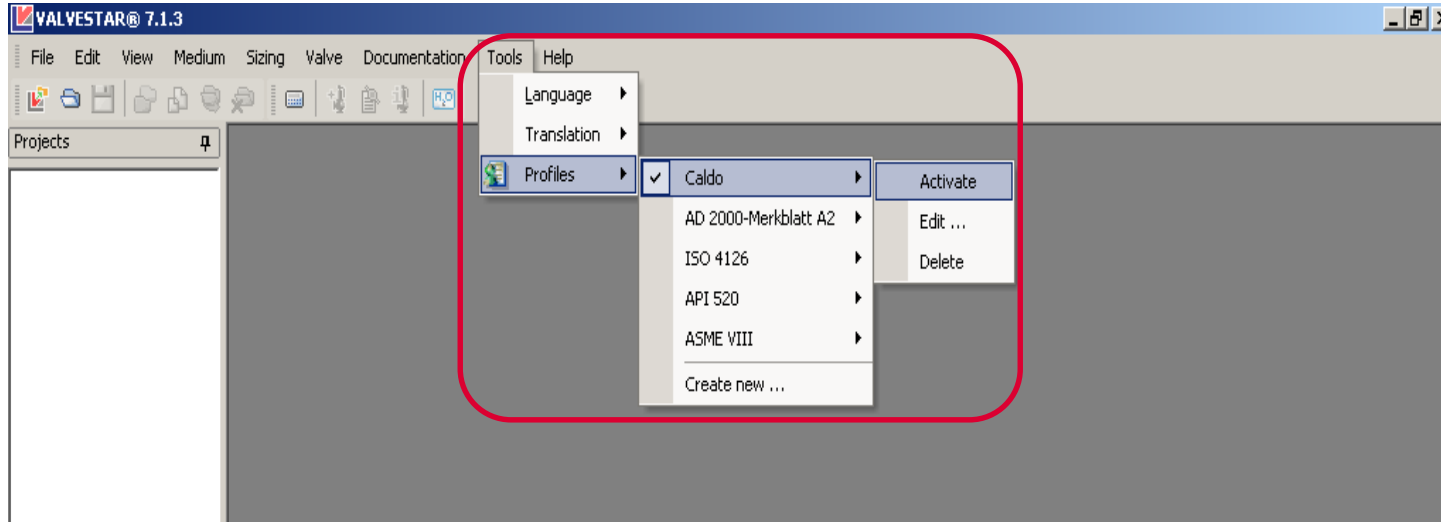 VALVESTAR® 7.1.3
File Edit View Medium Sizing Valve Documentation Tools Help
H₂O
Projects
Language
Translation
Profiles
Caldo
AD 2000-Merkblatt A2
ISO 4126
API 520
ASME VIII
Create new ...
Activate
Edit ...
Delete